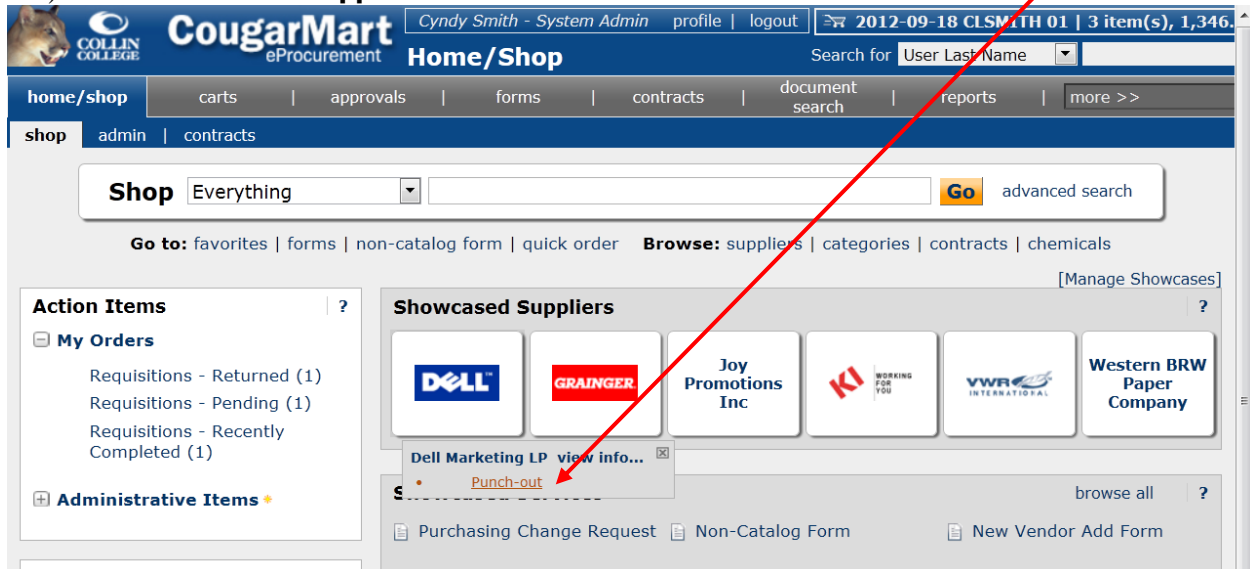 COLLIN
COLLEGE
CougarMart
eProcurement
Cyndy Smith - System Admin profile | logout 2012-09-18 CLSMITH 01 | 3 item(s), 1,346.
Home/Shop
Search for User Last Name
home/shop carts | approvals | forms | contracts | document search | reports | more >>
shop admin | contracts
Shop Everything Go advanced search
Go to: favorites | forms | non-catalog form | quick order Browse: suppliers | categories | contracts | chemicals
[Manage Showcases]
Action Items ?
My Orders
Requisitions - Returned (1)
Requisitions - Pending (1)
Requisitions - Recently
Completed (1)
Administrative Items
Showcased Suppliers ?
DELL
GRAINGER
Joy
Promotions
Inc
KI WORKING
FOR
YOU
VWR
INTERNATIONAL
Western BRW
Paper
Company
Dell Marketing LP view info...
• Punch-out
browse all ?
Purchasing Change Request Non-Catalog Form New Vendor Add Form